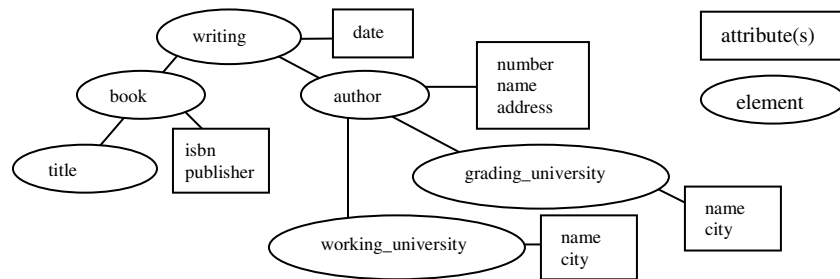 writing
date
attribute(s)
number
name
address
book
author
element
isbn
publisher
title
grading_university
name
city
working_university
name
city